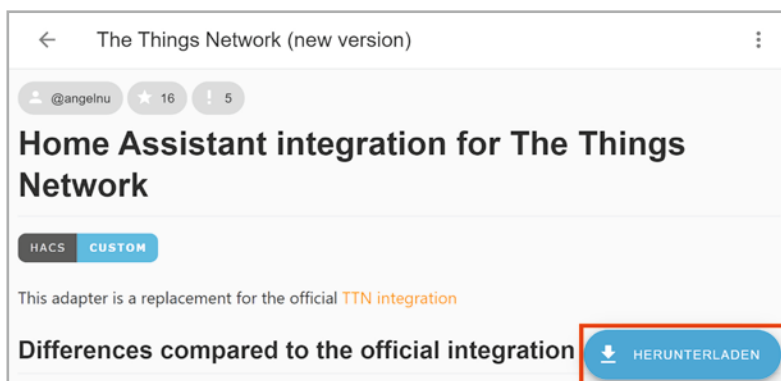 The Things Network (new version)
@angelnu 16 5
Home Assistant integration for The Things
Network
HACS CUSTOM
This adapter is a replacement for the official TTN integration
Differences compared to the official integration
HERUNTERLADEN